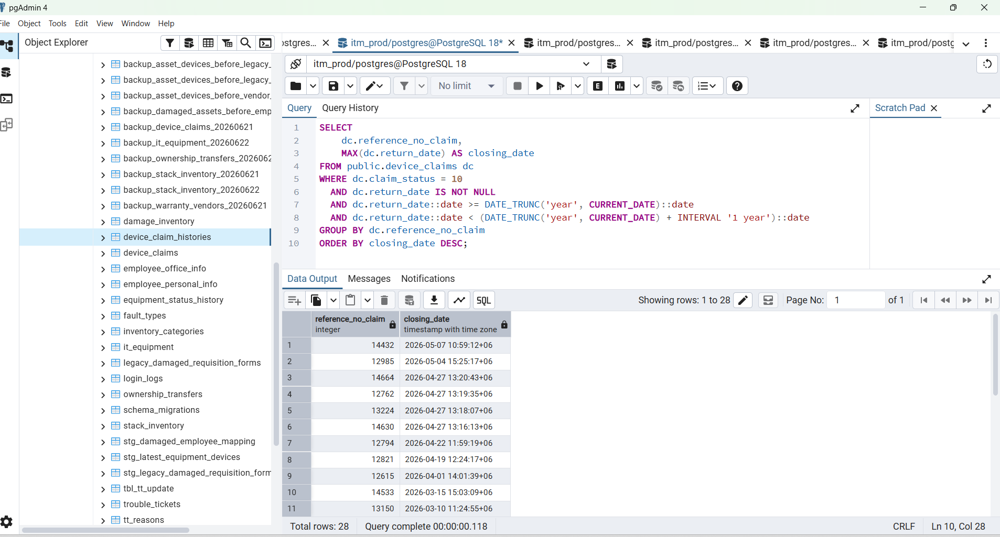 pgAdmin 4
File Object Tools Edit View Window Help
Object Explorer
backup_asset_devices_before_legacy_
backup_asset_devices_before_legacy_
backup_asset_devices_before_vendor_
backup_damaged_assets_before_emp
backup_device_claims_20260621
backup_it_equipment_20260622
backup_ownership_transfers_2026062
backup_stack_inventory_20260621
backup_stack_inventory_20260622
backup_warranty_vendors_20260621
damage_inventory
device_claim_histories
device_claims
employee_office_info
employee_personal_info
equipment_status_history
fault_types
inventory_categories
it_equipment
legacy_damaged_requisition_forms
login_logs
ownership_transfers
schema_migrations
stack_inventory
stg_damaged_employee_mapping
stg_latest_equipment_devices
stg_legacy_damaged_requisition_form
tbl_tt_update
trouble_tickets
tt_reasons
ostgres... itm_prod/postgres@PostgreSQL 18* itm_prod/postgres... itm_prod/postgres... itm_prod/postgres... itm_prod/postg
itm_prod/postgres@PostgreSQL 18
No limit E
Query Query History Scratch Pad
1 SELECT
2 dc.reference_no_claim,
3 MAX(dc.return_date) AS closing_date
4 FROM public.device_claims dc
5 WHERE dc.claim_status = 10
6 AND dc.return_date IS NOT NULL
7 AND dc.return_date::date >= DATE_TRUNC('year', CURRENT_DATE)::date
8 AND dc.return_date::date < (DATE_TRUNC('year', CURRENT_DATE) + INTERVAL '1 year')::date
9 GROUP BY dc.reference_no_claim
10 ORDER BY closing_date DESC;
Data Output Messages Notifications
SQL Showing rows: 1 to 28 Page No: 1 of 1
reference_no_claim closing_date
integer timestamp with time zone
1 14432 2026-05-07 10:59:12+06
2 12985 2026-05-04 15:25:17+06
3 14664 2026-04-27 13:20:43+06
4 12762 2026-04-27 13:19:35+06
5 13224 2026-04-27 13:18:07+06
6 14630 2026-04-27 13:16:13+06
7 12794 2026-04-22 11:59:19+06
8 12821 2026-04-19 12:24:17+06
9 12615 2026-04-01 14:01:39+06
10 14533 2026-03-15 15:03:09+06
11 13150 2026-03-10 11:24:55+06
Total rows: 28 Query complete 00:00:00.118 CRLF Ln 10, Col 28